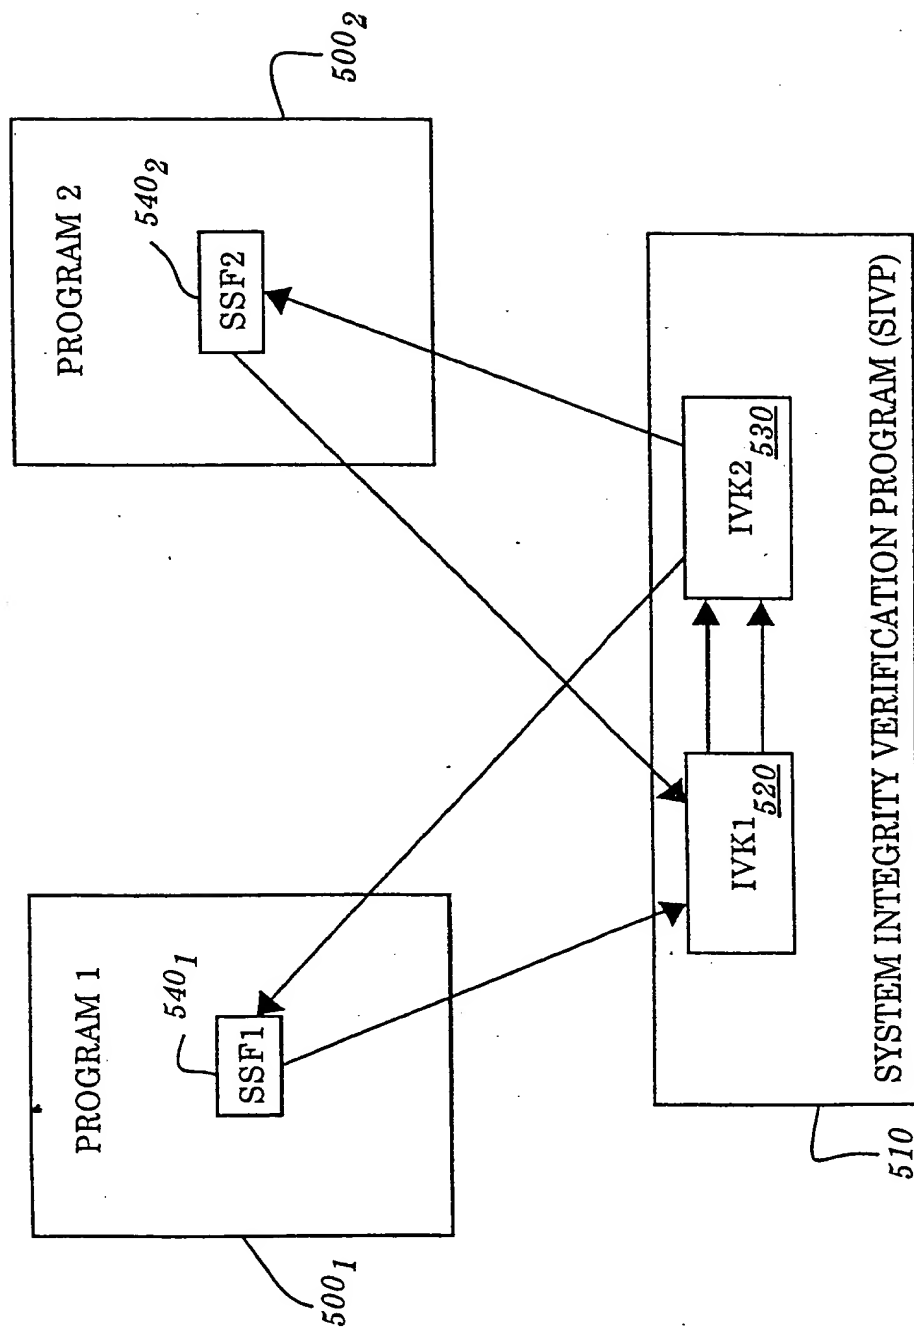 PROGRAM 1
540₁
SSF1
500₁
PROGRAM 2
540₂
SSF2
500₂
IVK1
520
IVK2
530
SYSTEM INTEGRITY VERIFICATION PROGRAM (SIVP)
510